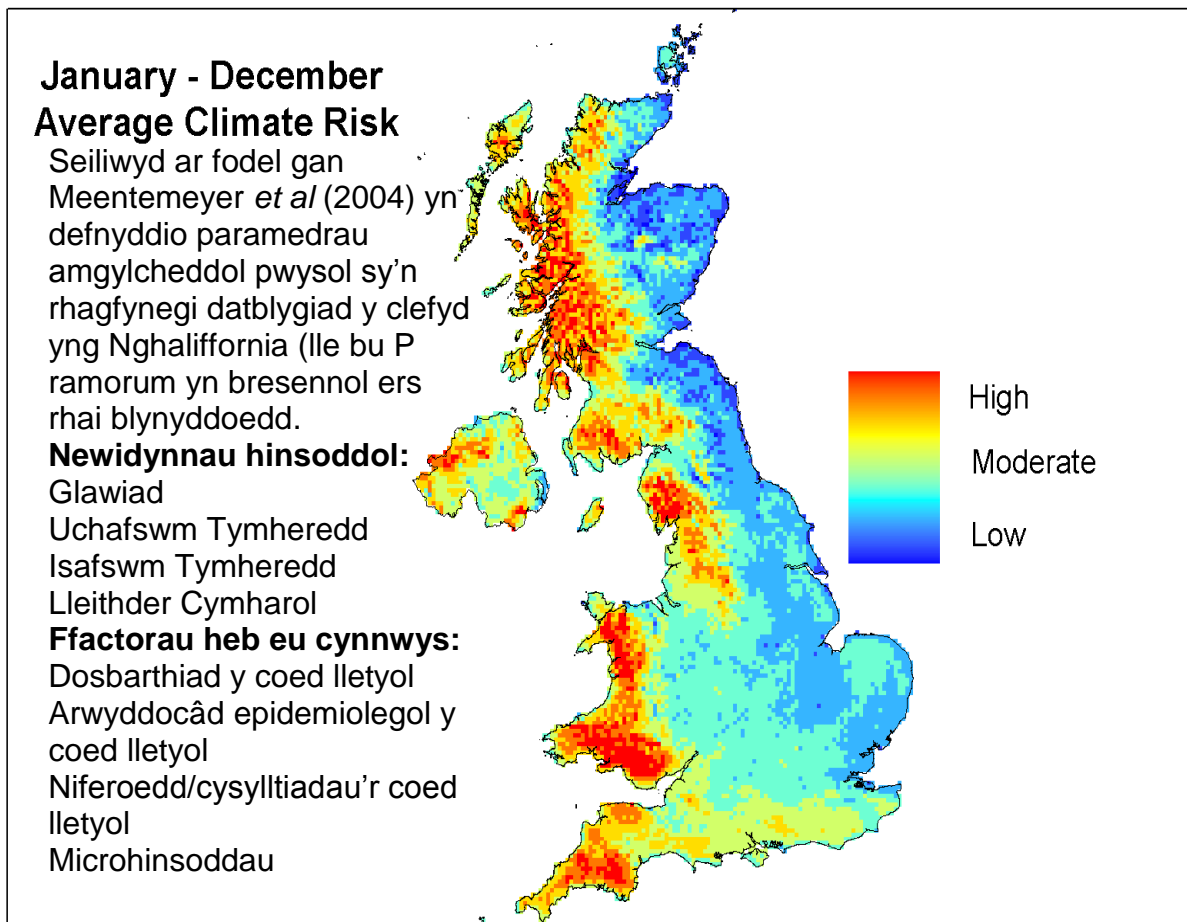 January - December
Average Climate Risk
Seiliwyd ar fodel gan
Meentemeyer et al (2004) yn
defnyddio paramedrau
amgylcheddol pwysol sy'n
rhagfynegi datblygiad y clefyd
yng Nghaliffornia (lle bu P
ramorum yn bresennol ers
rhai blynyddoedd.
Newidynnau hinsoddol:
Glawiad
Uchafswm Tymheredd
Isafswm Tymheredd
Lleithder Cymharol
Ffactorau heb eu cynnwys:
Dosbarthiad y coed lletyol
Arwyddocâd epidemiolegol y
coed lletyol
Niferoedd/cysylltiadau'r coed
lletyol
Microhinsoddau
High
Moderate
Low